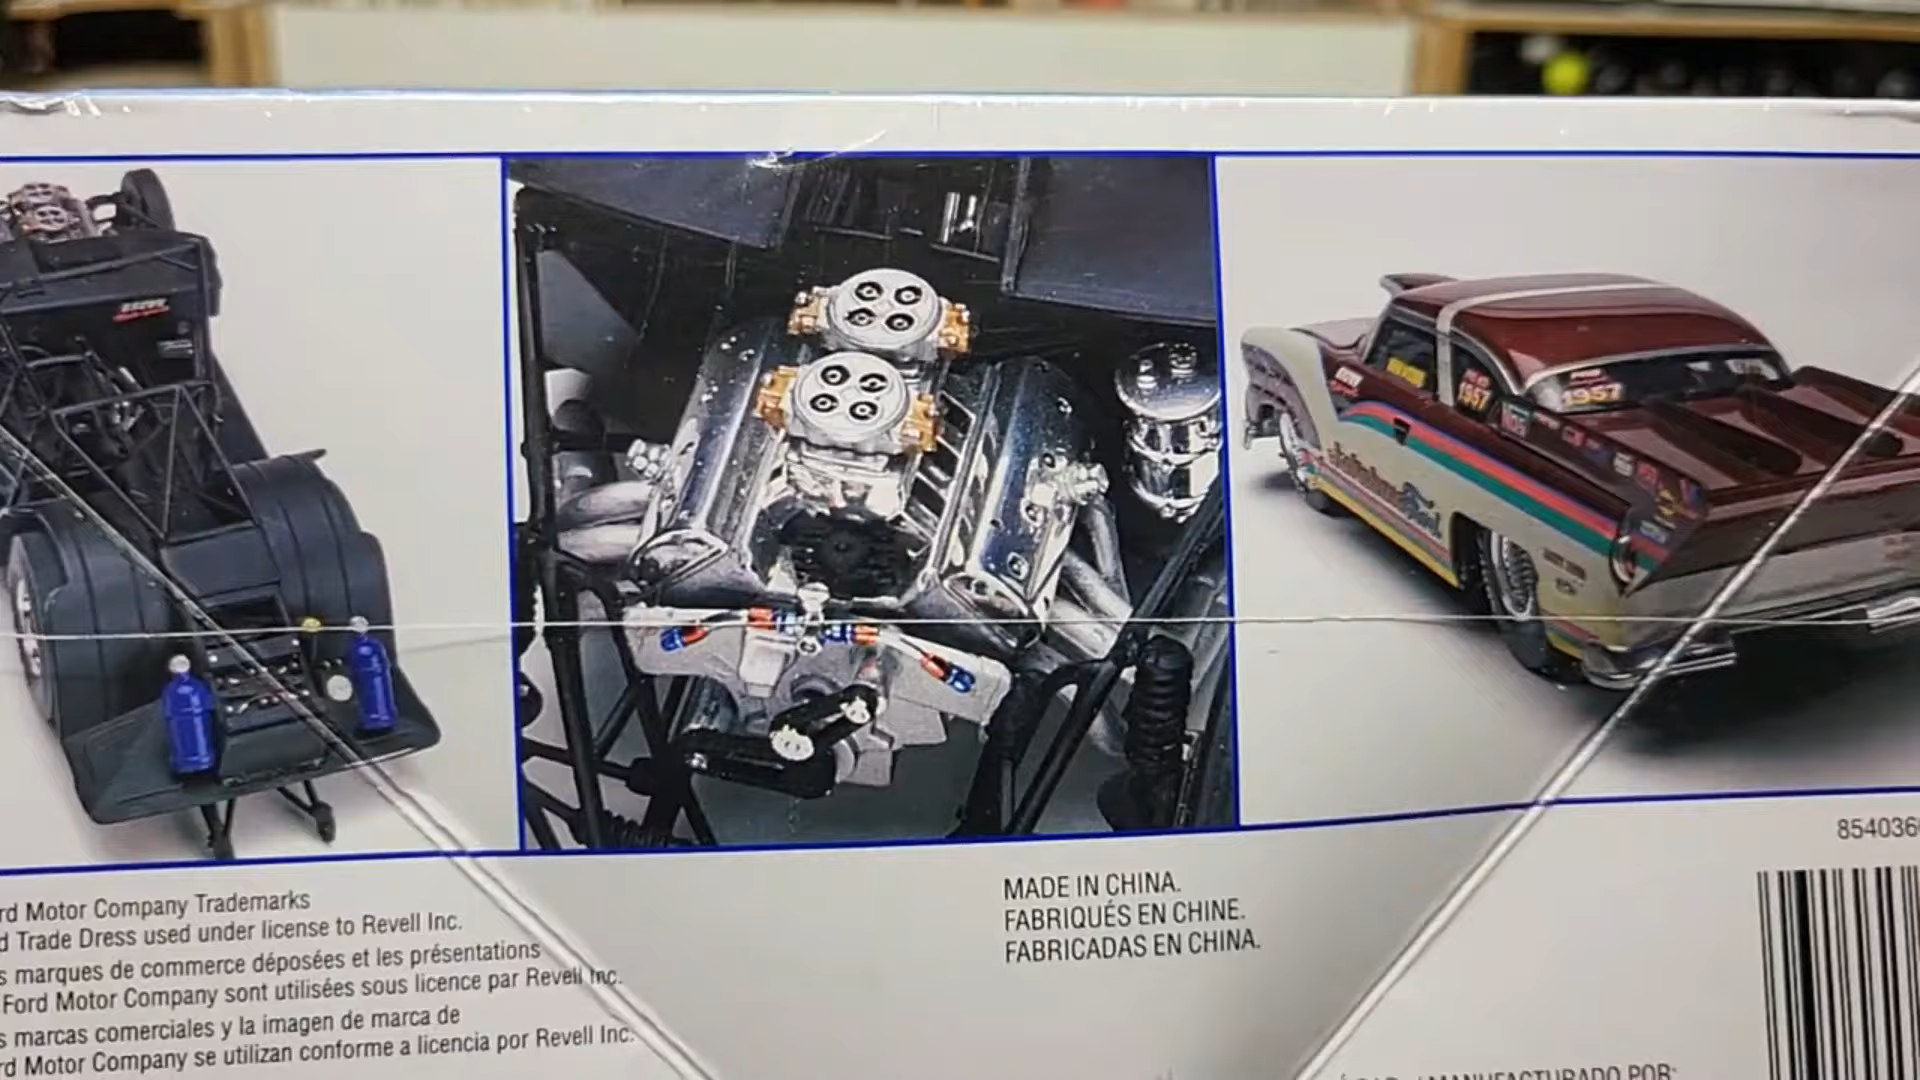 1957
1957
854036
rd Motor Company Trademarks
d Trade Dress used under license to Revell Inc.
s marques de commerce déposées et les présentations
Ford Motor Company sont utilisées sous licence par Revell Inc.
s marcas comerciales y la imagen de marca de
rd Motor Company se utilizan conforme a licencia por Revell Inc.
MADE IN CHINA.
FABRIQUÉS EN CHINE.
FABRICADAS EN CHINA.
MANUFACTURADO POR: